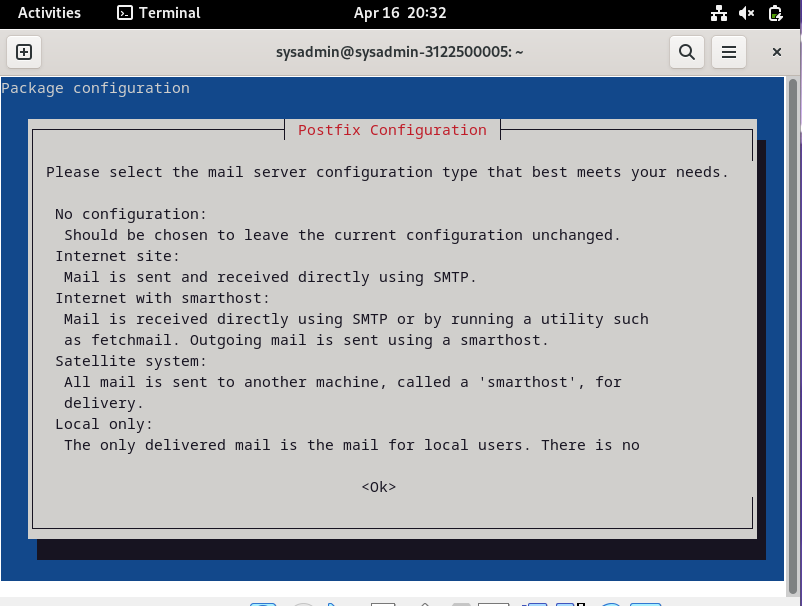 Activities Terminal Apr 16 20:32
sysadmin@sysadmin-3122500005: ~
Package configuration
Postfix Configuration
Please select the mail server configuration type that best meets your needs.
No configuration:
Should be chosen to leave the current configuration unchanged.
Internet site:
Mail is sent and received directly using SMTP.
Internet with smarthost:
Mail is received directly using SMTP or by running a utility such
as fetchmail. Outgoing mail is sent using a smarthost.
Satellite system:
All mail is sent to another machine, called a 'smarthost', for
delivery.
Local only:
The only delivered mail is the mail for local users. There is no
<Ok>